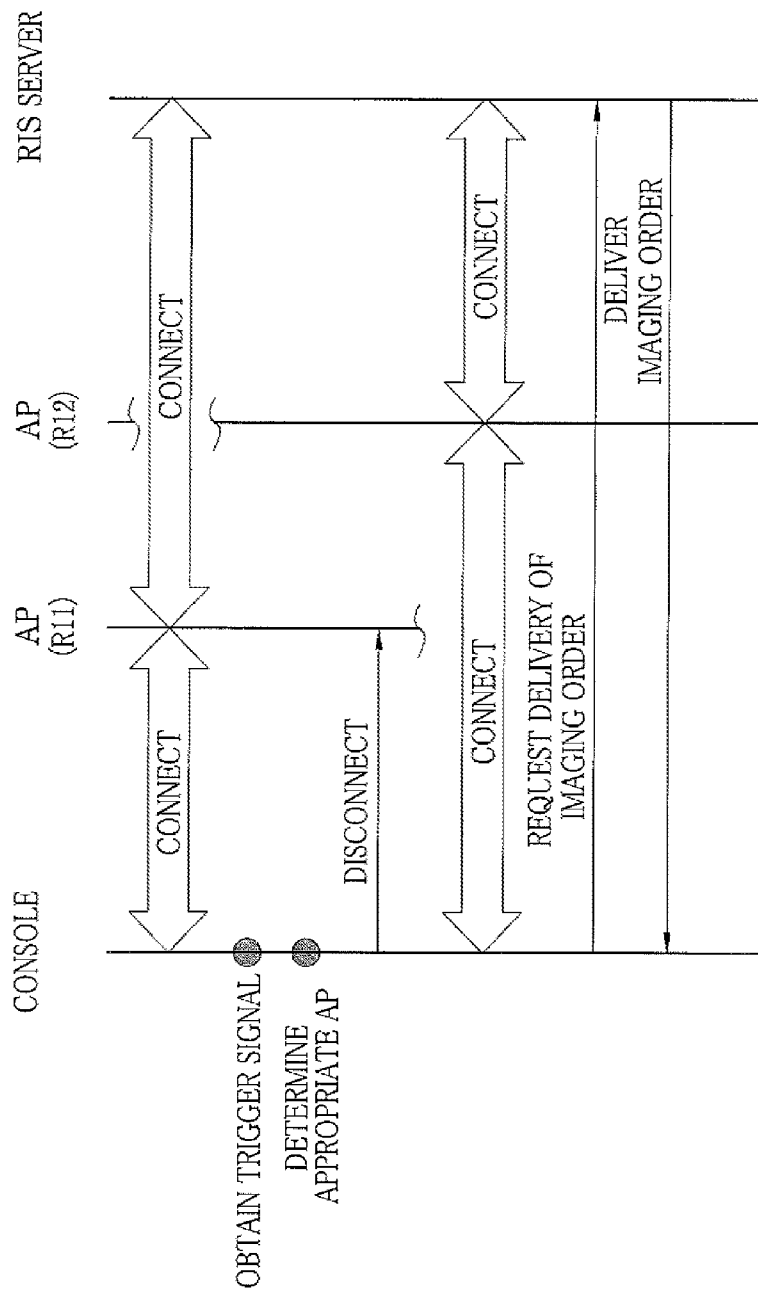 CONSOLE
AP
(R11)
AP
(R12)
RIS SERVER
CONNECT
CONNECT
OBTAIN TRIGGER SIGNAL
DETERMINE
APPROPRIATE AP
DISCONNECT
CONNECT
CONNECT
REQUEST DELIVERY OF
IMAGING ORDER
DELIVER
IMAGING ORDER